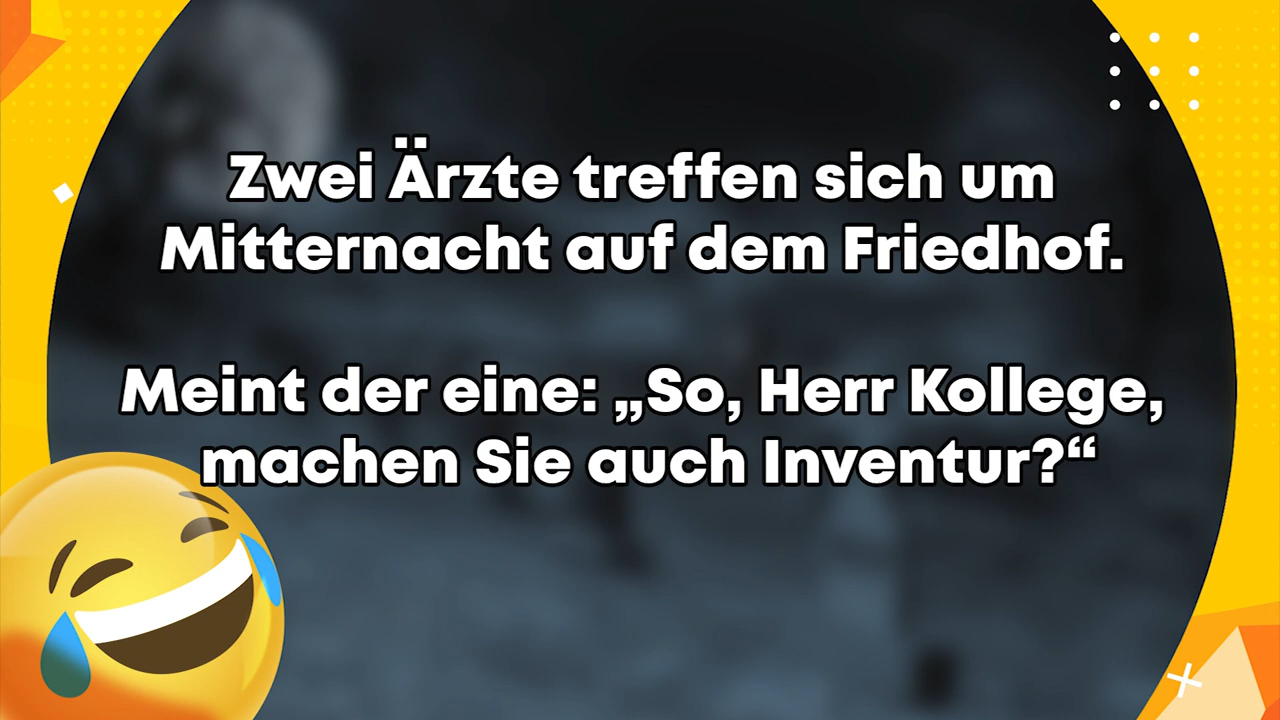 Zwei Ärzte treffen sich um
Mitternacht auf dem Friedhof.
Meint der eine: „So, Herr Kollege,
machen Sie auch Inventur?“